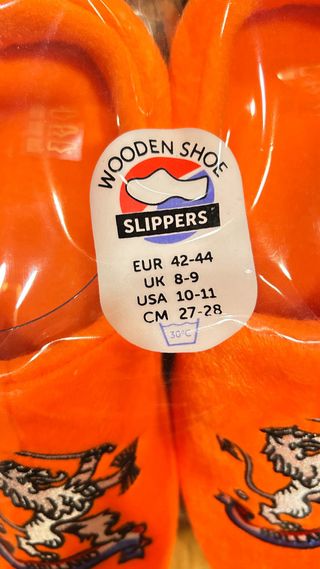 WOODEN SHOE
SLIPPERS
EUR 42-44
UK 8-9
USA 10-11
CM 27-28
30°C